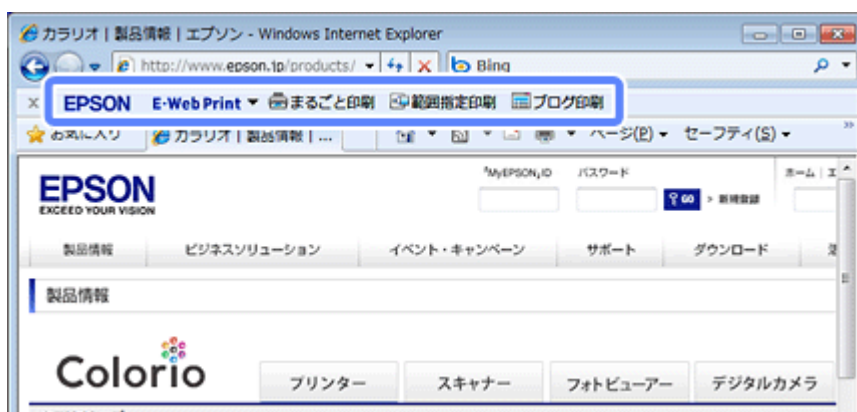 カラリオ | 製品情報 | エプソン - Windows Internet Explorer
http://www.epson.jp/products/ Bing
× EPSON E-Web Print まるごと印刷 範囲指定印刷 ブログ印刷
お気に入り カラリオ | 製品情報 | ... ページ(P) セーフティ(S) »
MyEPSON ID パスワード ホーム | エ
EPSON
EXCEED YOUR VISION
GO > 新規登録
製品情報 ビジネスソリューション イベント・キャンペーン サポート ダウンロード
製品情報
Colorio プリンター スキャナー フォトビューアー デジタルカメラ